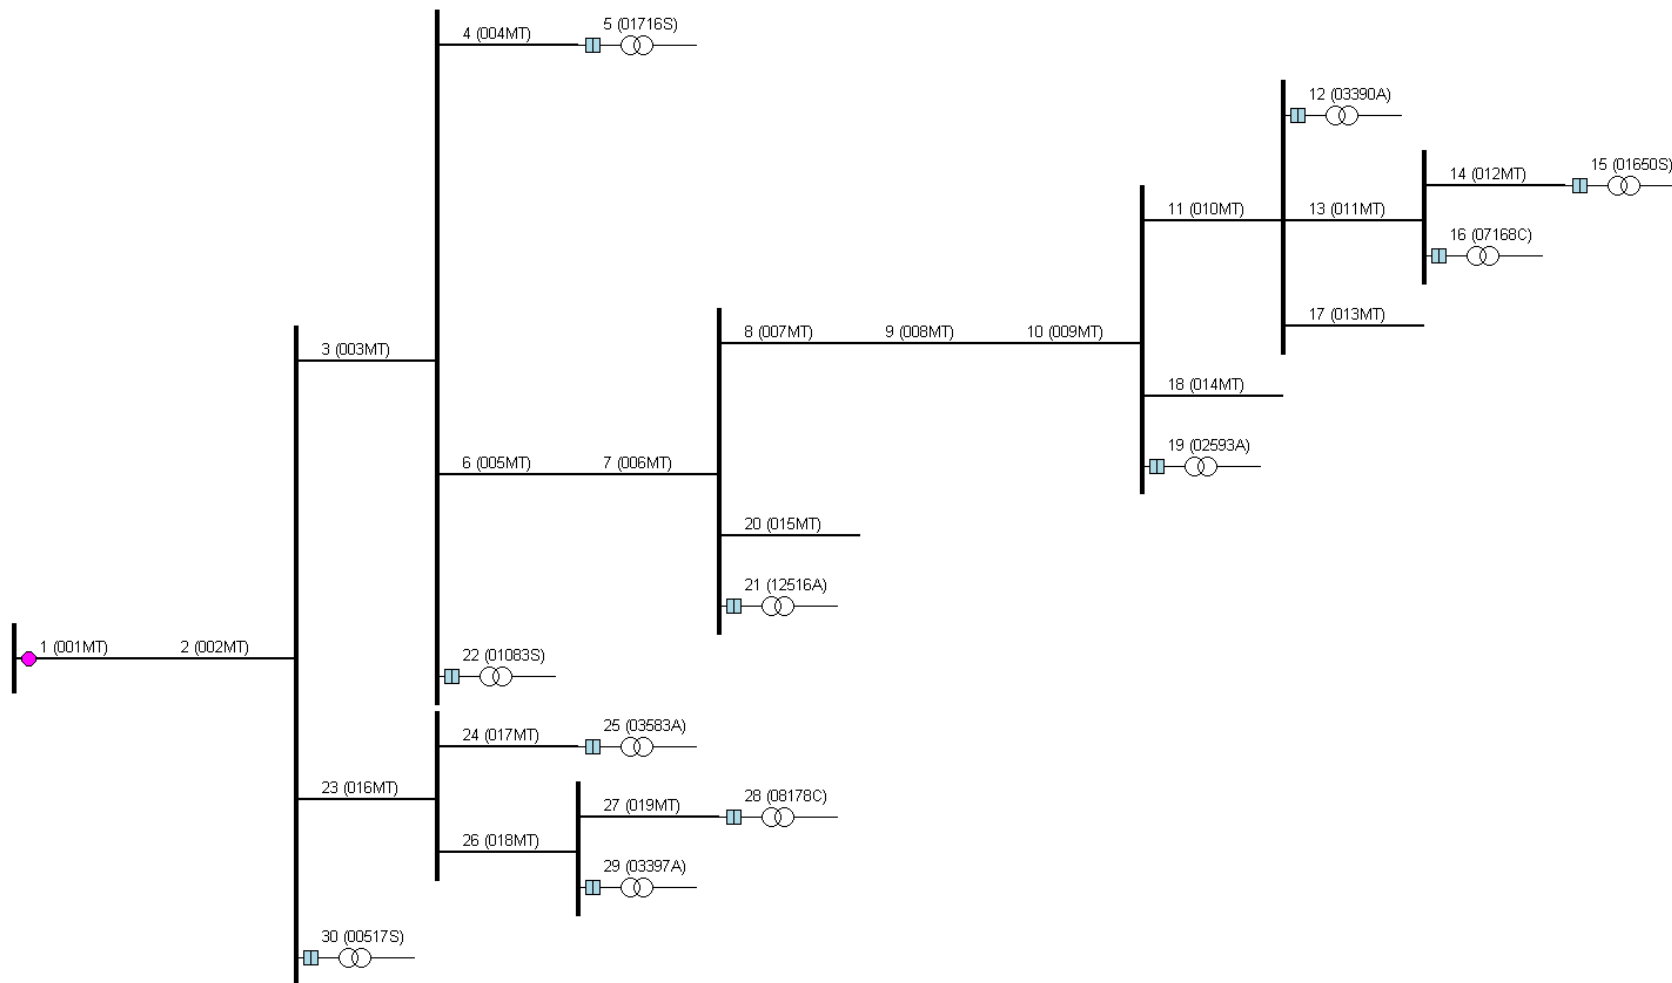 4 (004MT)
5 (01716S)
12 (03390A)
14 (012MT)
15 (01650S)
11 (010MT)
13 (011MT)
16 (07168C)
17 (013MT)
8 (007MT)
9 (008MT)
10 (009MT)
3 (003MT)
18 (014MT)
19 (02593A)
6 (005MT)
7 (006MT)
20 (015MT)
21 (12516A)
1 (001MT)
2 (002MT)
22 (01083S)
24 (017MT)
25 (03583A)
23 (016MT)
27 (019MT)
28 (08178C)
26 (018MT)
29 (03397A)
30 (00517S)